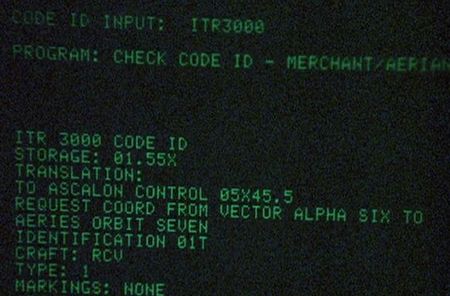 CODE ID INPUT: ITR3000
PROGRAM: CHECK CODE ID - MERCHANT/AERIAN
ITR 3000 CODE ID
STORAGE: 01.55X
TRANSLATION:
TO ASCALON CONTROL 05X45.5
REQUEST COORD FROM VECTOR ALPHA SIX TO
AERIES ORBIT SEVEN
IDENTIFICATION 01T
CRAFT: RCV
TYPE: 1
MARKINGS: NONE